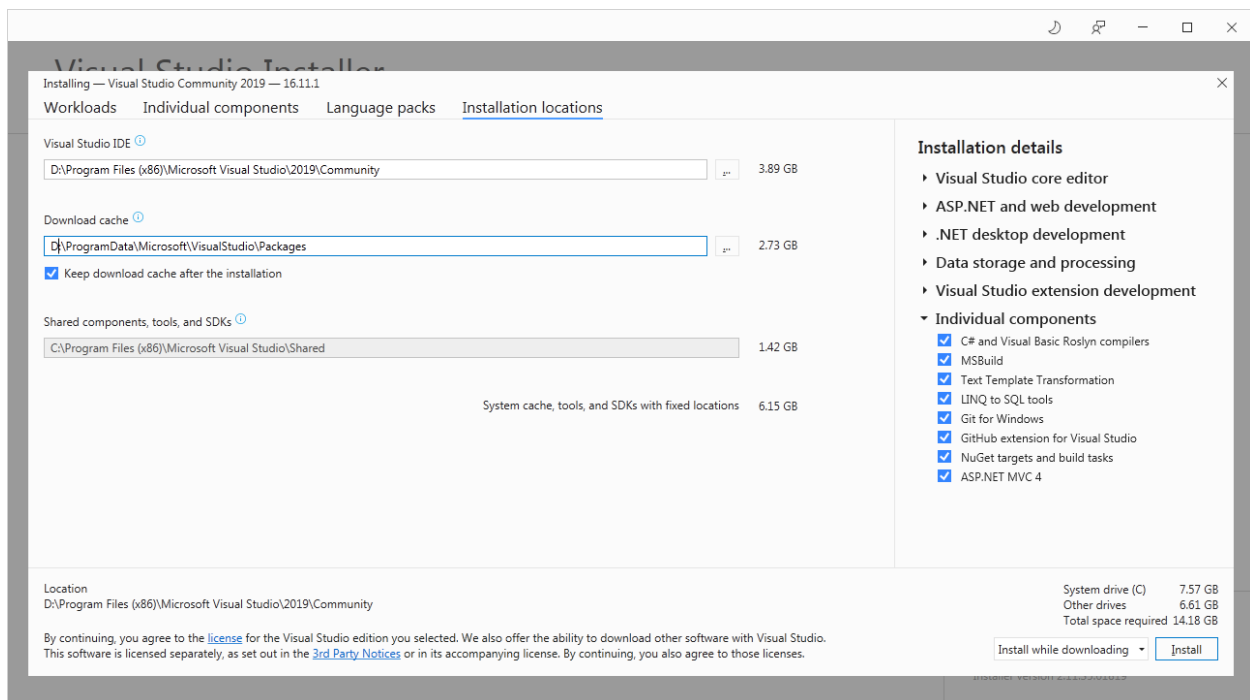 Visual Studio Installer
Installing — Visual Studio Community 2019 — 16.11.1
Workloads Individual components Language packs Installation locations
Visual Studio IDE
D:\Program Files (x86)\Microsoft Visual Studio\2019\Community ... 3.89 GB
Download cache
D:\ProgramData\Microsoft\VisualStudio\Packages ... 2.73 GB
Keep download cache after the installation
Shared components, tools, and SDKs
C:\Program Files (x86)\Microsoft Visual Studio\Shared 1.42 GB
System cache, tools, and SDKs with fixed locations 6.15 GB
Installation details
Visual Studio core editor
ASP.NET and web development
.NET desktop development
Data storage and processing
Visual Studio extension development
Individual components
C# and Visual Basic Roslyn compilers
MSBuild
Text Template Transformation
LINQ to SQL tools
Git for Windows
GitHub extension for Visual Studio
NuGet targets and build tasks
ASP.NET MVC 4
Location
D:\Program Files (x86)\Microsoft Visual Studio\2019\Community
By continuing, you agree to the license for the Visual Studio edition you selected. We also offer the ability to download other software with Visual Studio.
This software is licensed separately, as set out in the 3rd Party Notices or in its accompanying license. By continuing, you also agree to those licenses.
System drive (C) 7.57 GB
Other drives 6.61 GB
Total space required 14.18 GB
Install while downloading Install